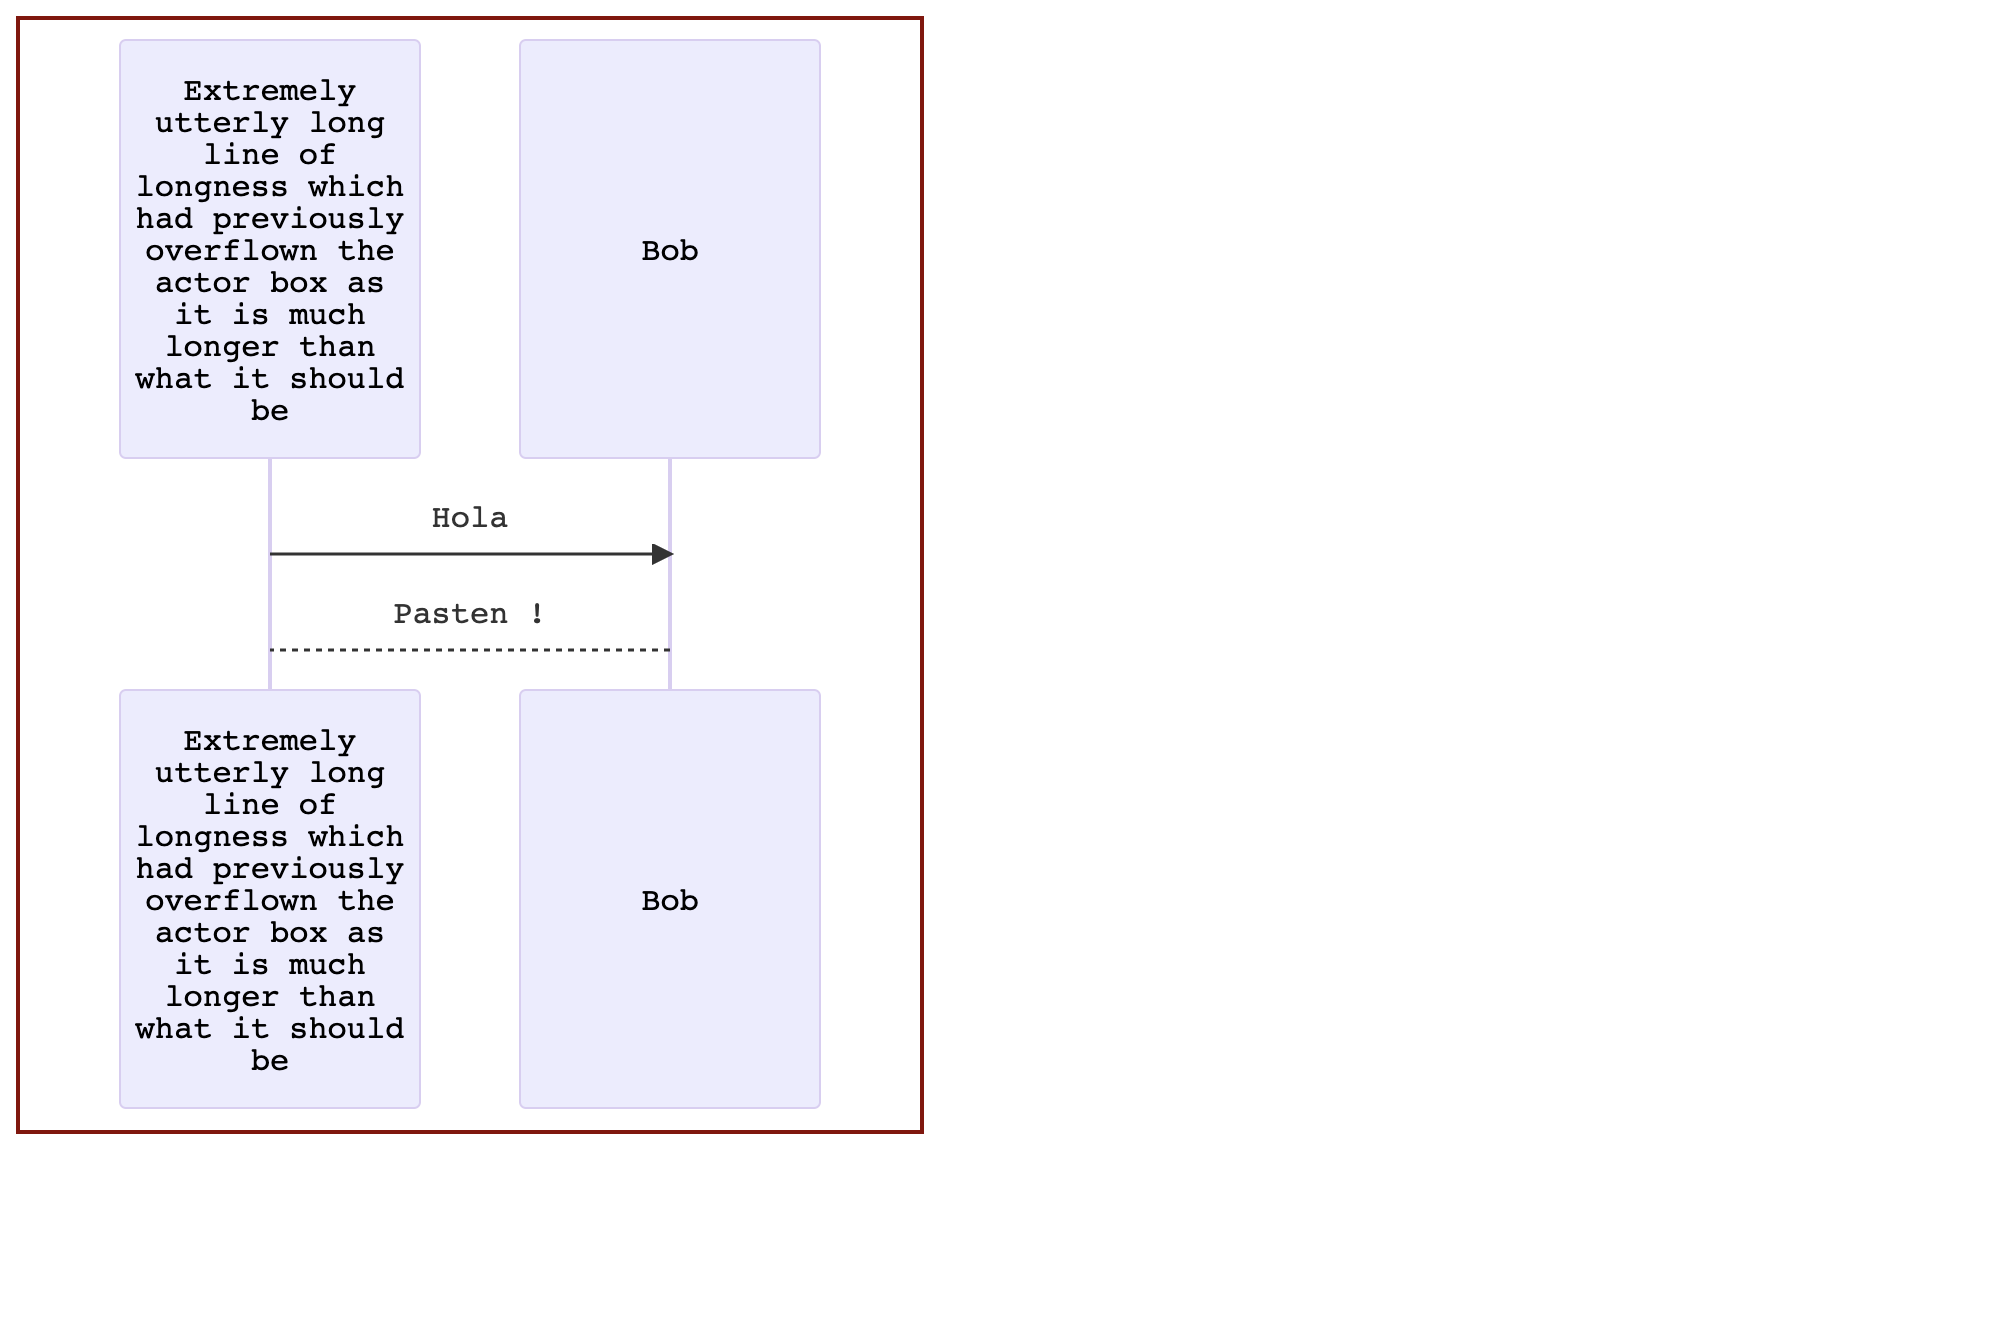 Extremely
utterly long
line of
longness which
had previously
overflown the
actor box as
it is much
longer than
what it should
be
Bob
Hola
Pasten !
Extremely
utterly long
line of
longness which
had previously
overflown the
actor box as
it is much
longer than
what it should
be
Bob